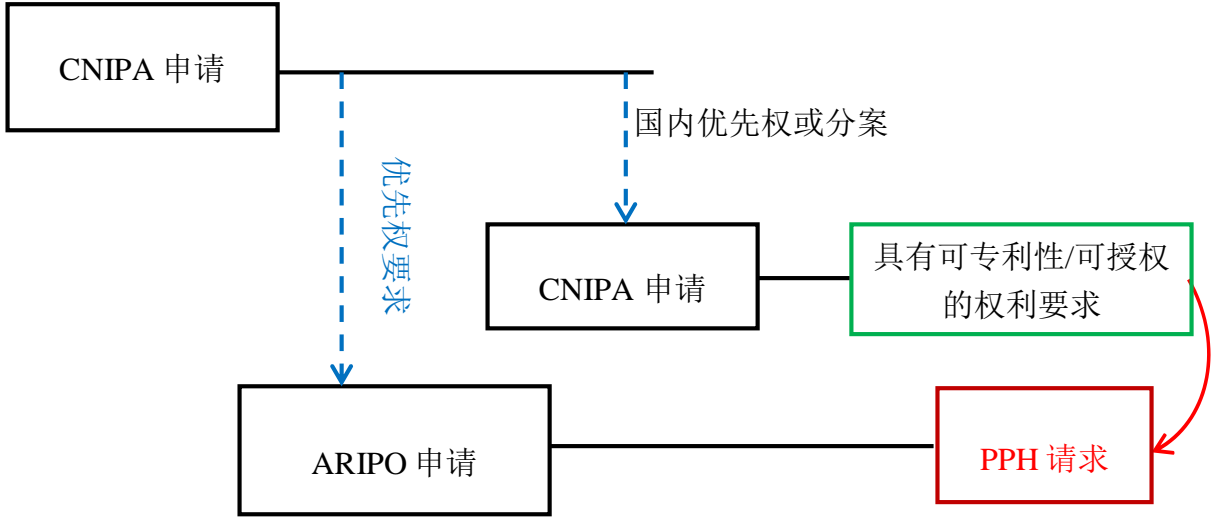 CNIPA 申请
国内优先权或分案
优先权要求
CNIPA 申请
具有可专利性/可授权
的权利要求
ARIPO 申请
PPH 请求